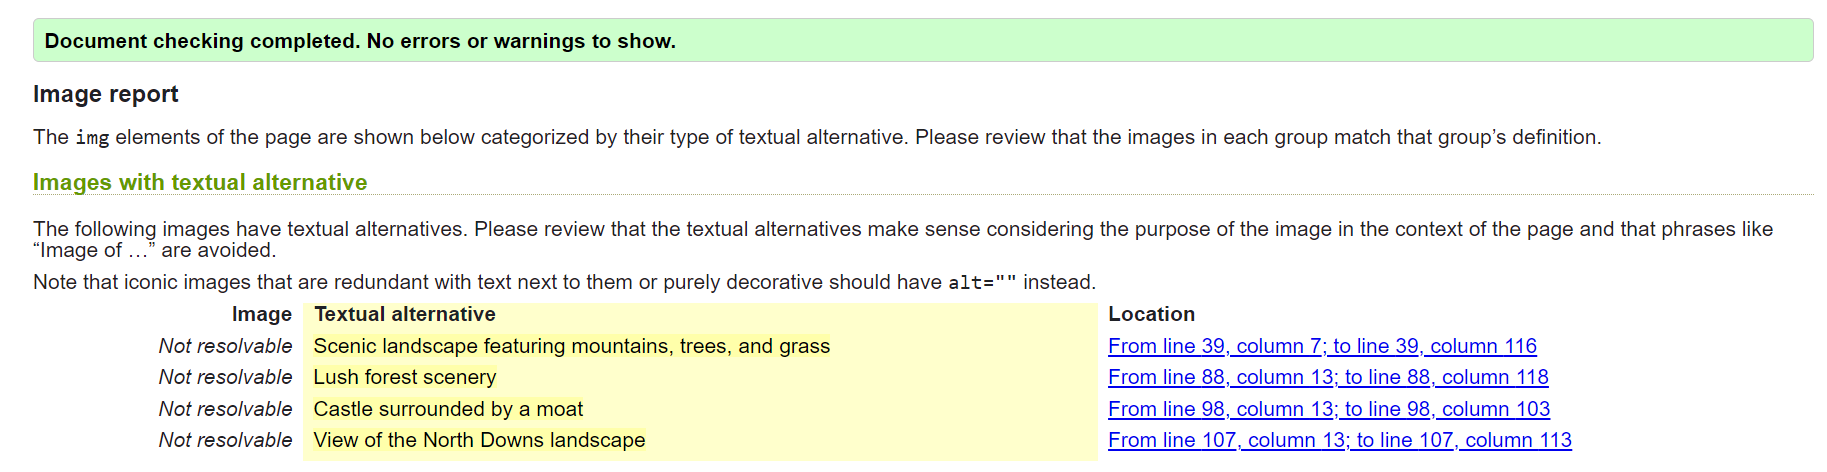 Document checking completed. No errors or warnings to show.
Image report
The img elements of the page are shown below categorized by their type of textual alternative. Please review that the images in each group match that group’s definition.
Images with textual alternative
The following images have textual alternatives. Please review that the textual alternatives make sense considering the purpose of the image in the context of the page and that phrases like
“Image of …” are avoided.
Note that iconic images that are redundant with text next to them or purely decorative should have alt="" instead.
Image Textual alternative Location
Not resolvable Scenic landscape featuring mountains, trees, and grass From line 39, column 7; to line 39, column 116
Not resolvable Lush forest scenery From line 88, column 13; to line 88, column 118
Not resolvable Castle surrounded by a moat From line 98, column 13; to line 98, column 103
Not resolvable View of the North Downs landscape From line 107, column 13; to line 107, column 113